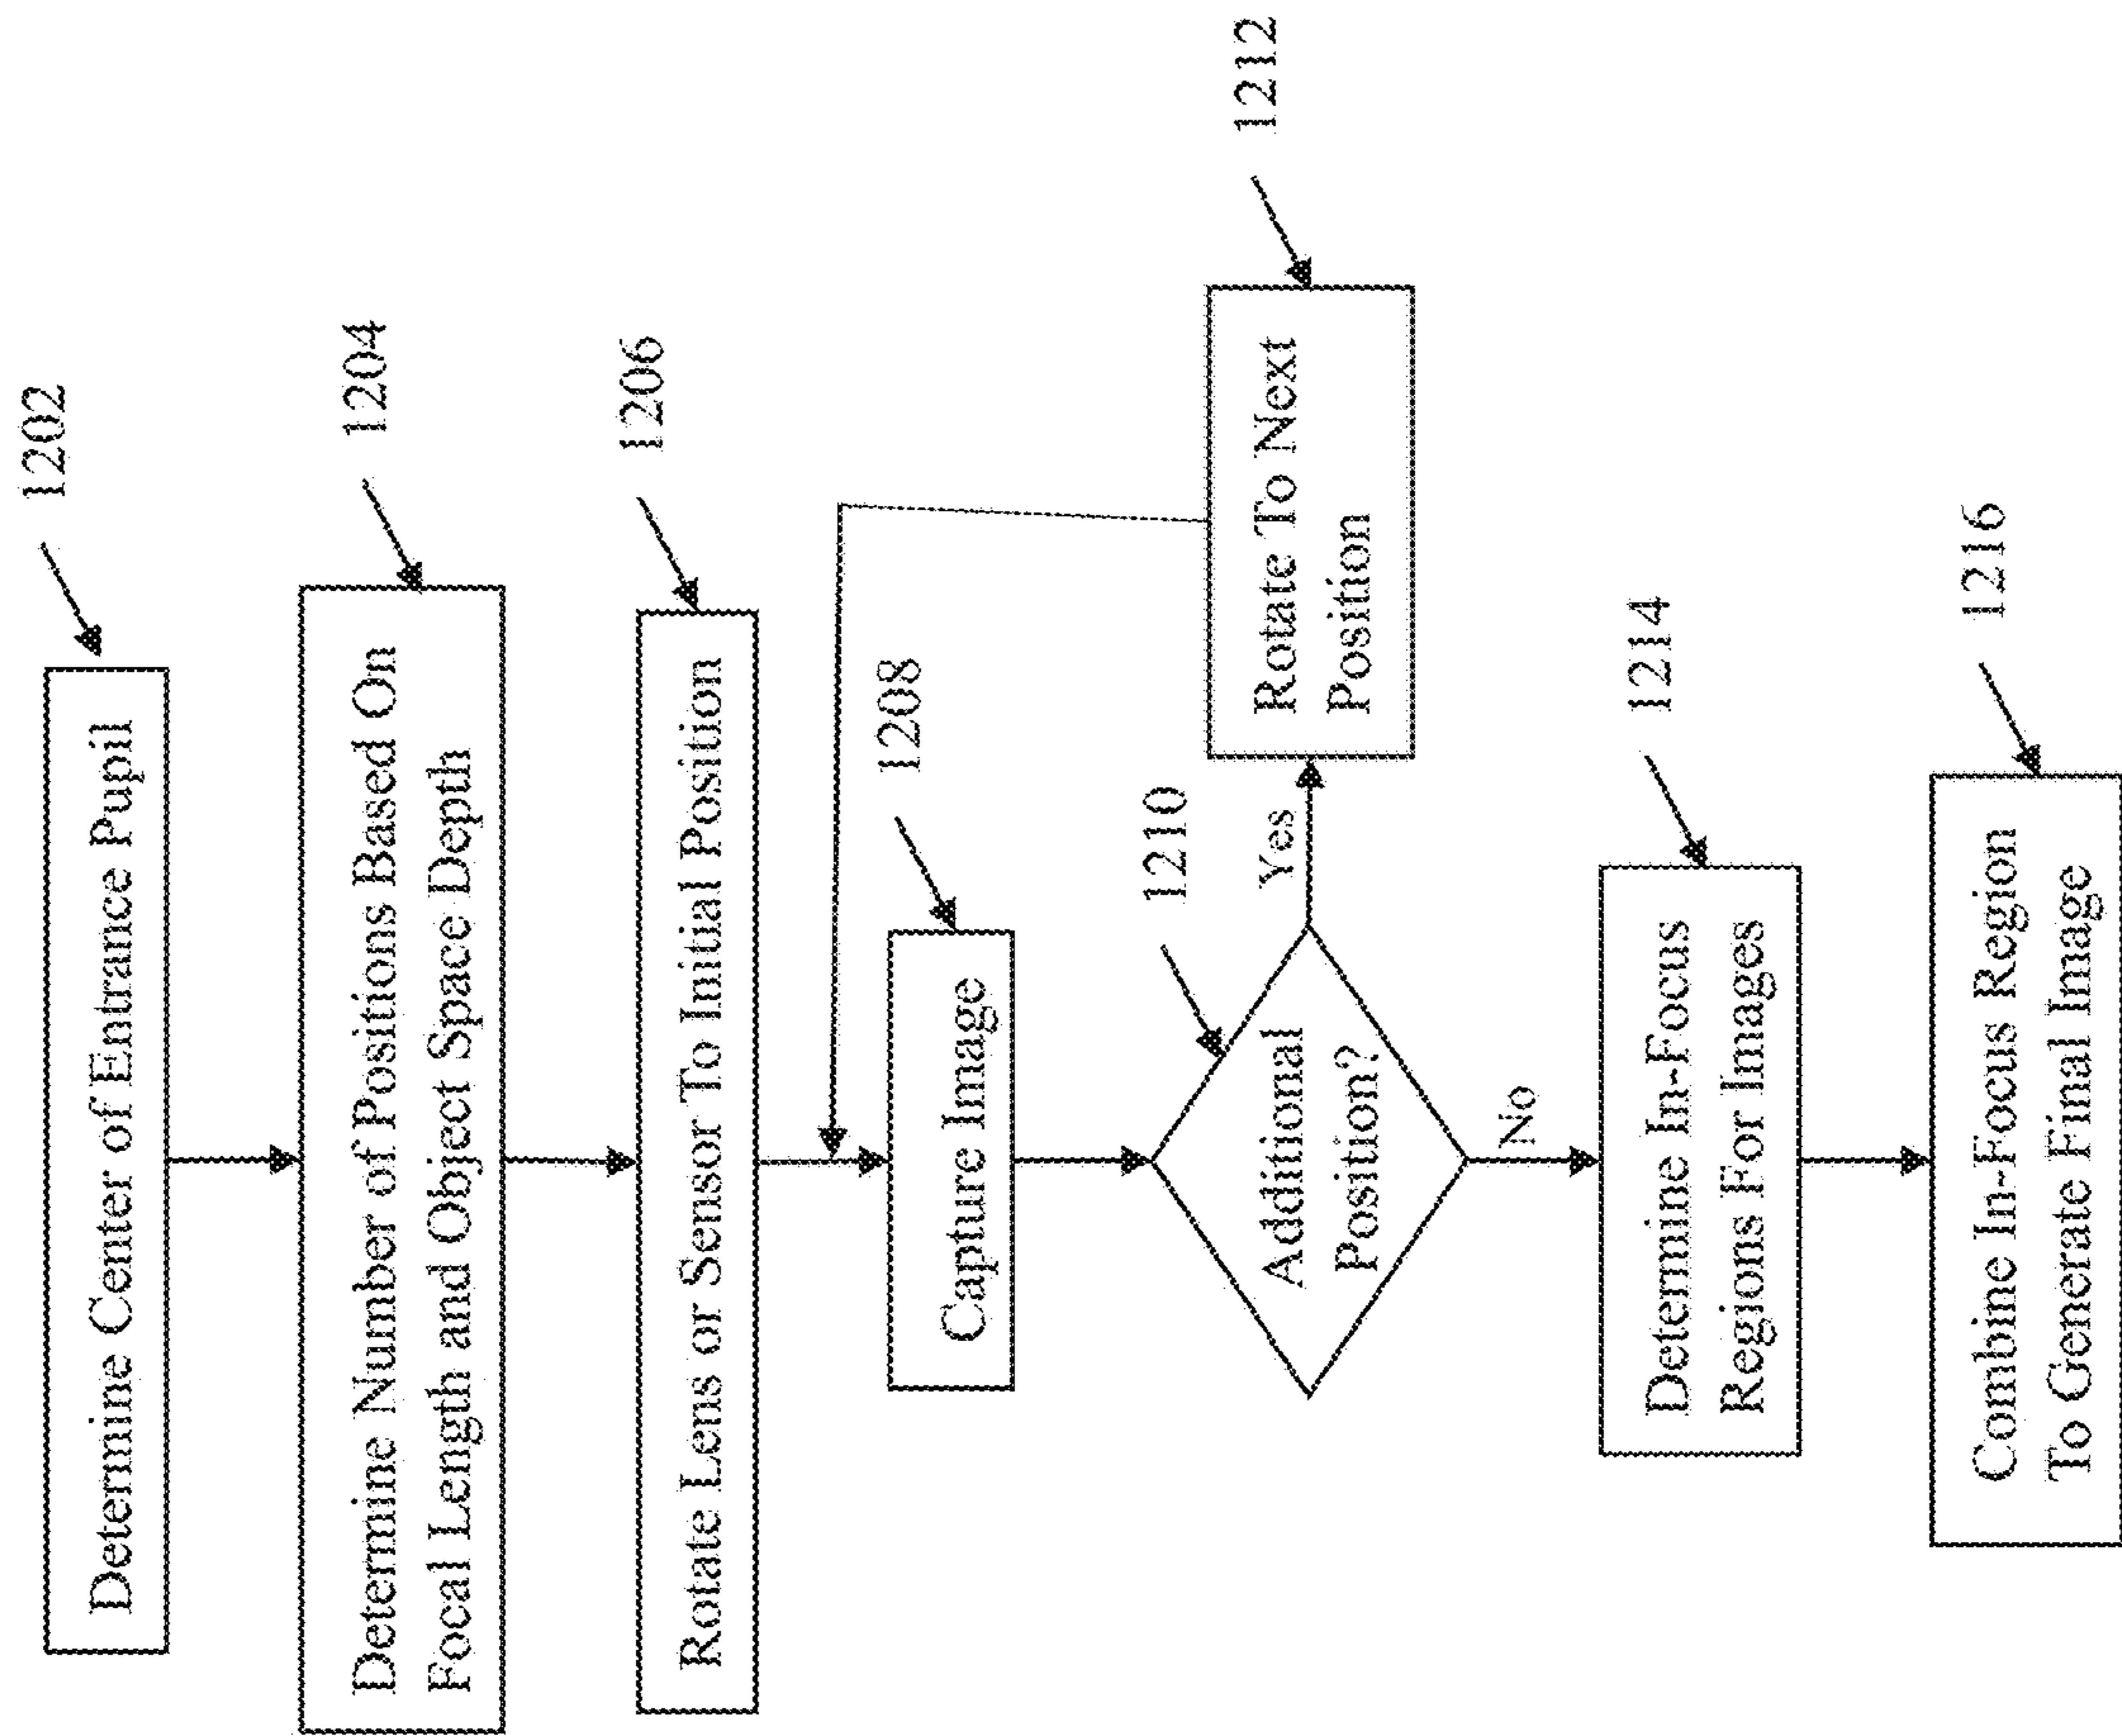 1202
Determine Center of Entrance Pupil
1204
Determine Number of Positions Based On
Focal Length and Object Space Depth
1206
Rotate Lens or Sensor To Initial Position
1208
Capture Image
1210
Additional
Position?
Yes
1212
Rotate To Next
Position
No
1214
Determine In-Focus
Regions For Images
1216
Combine In-Focus Region
To Generate Final Image